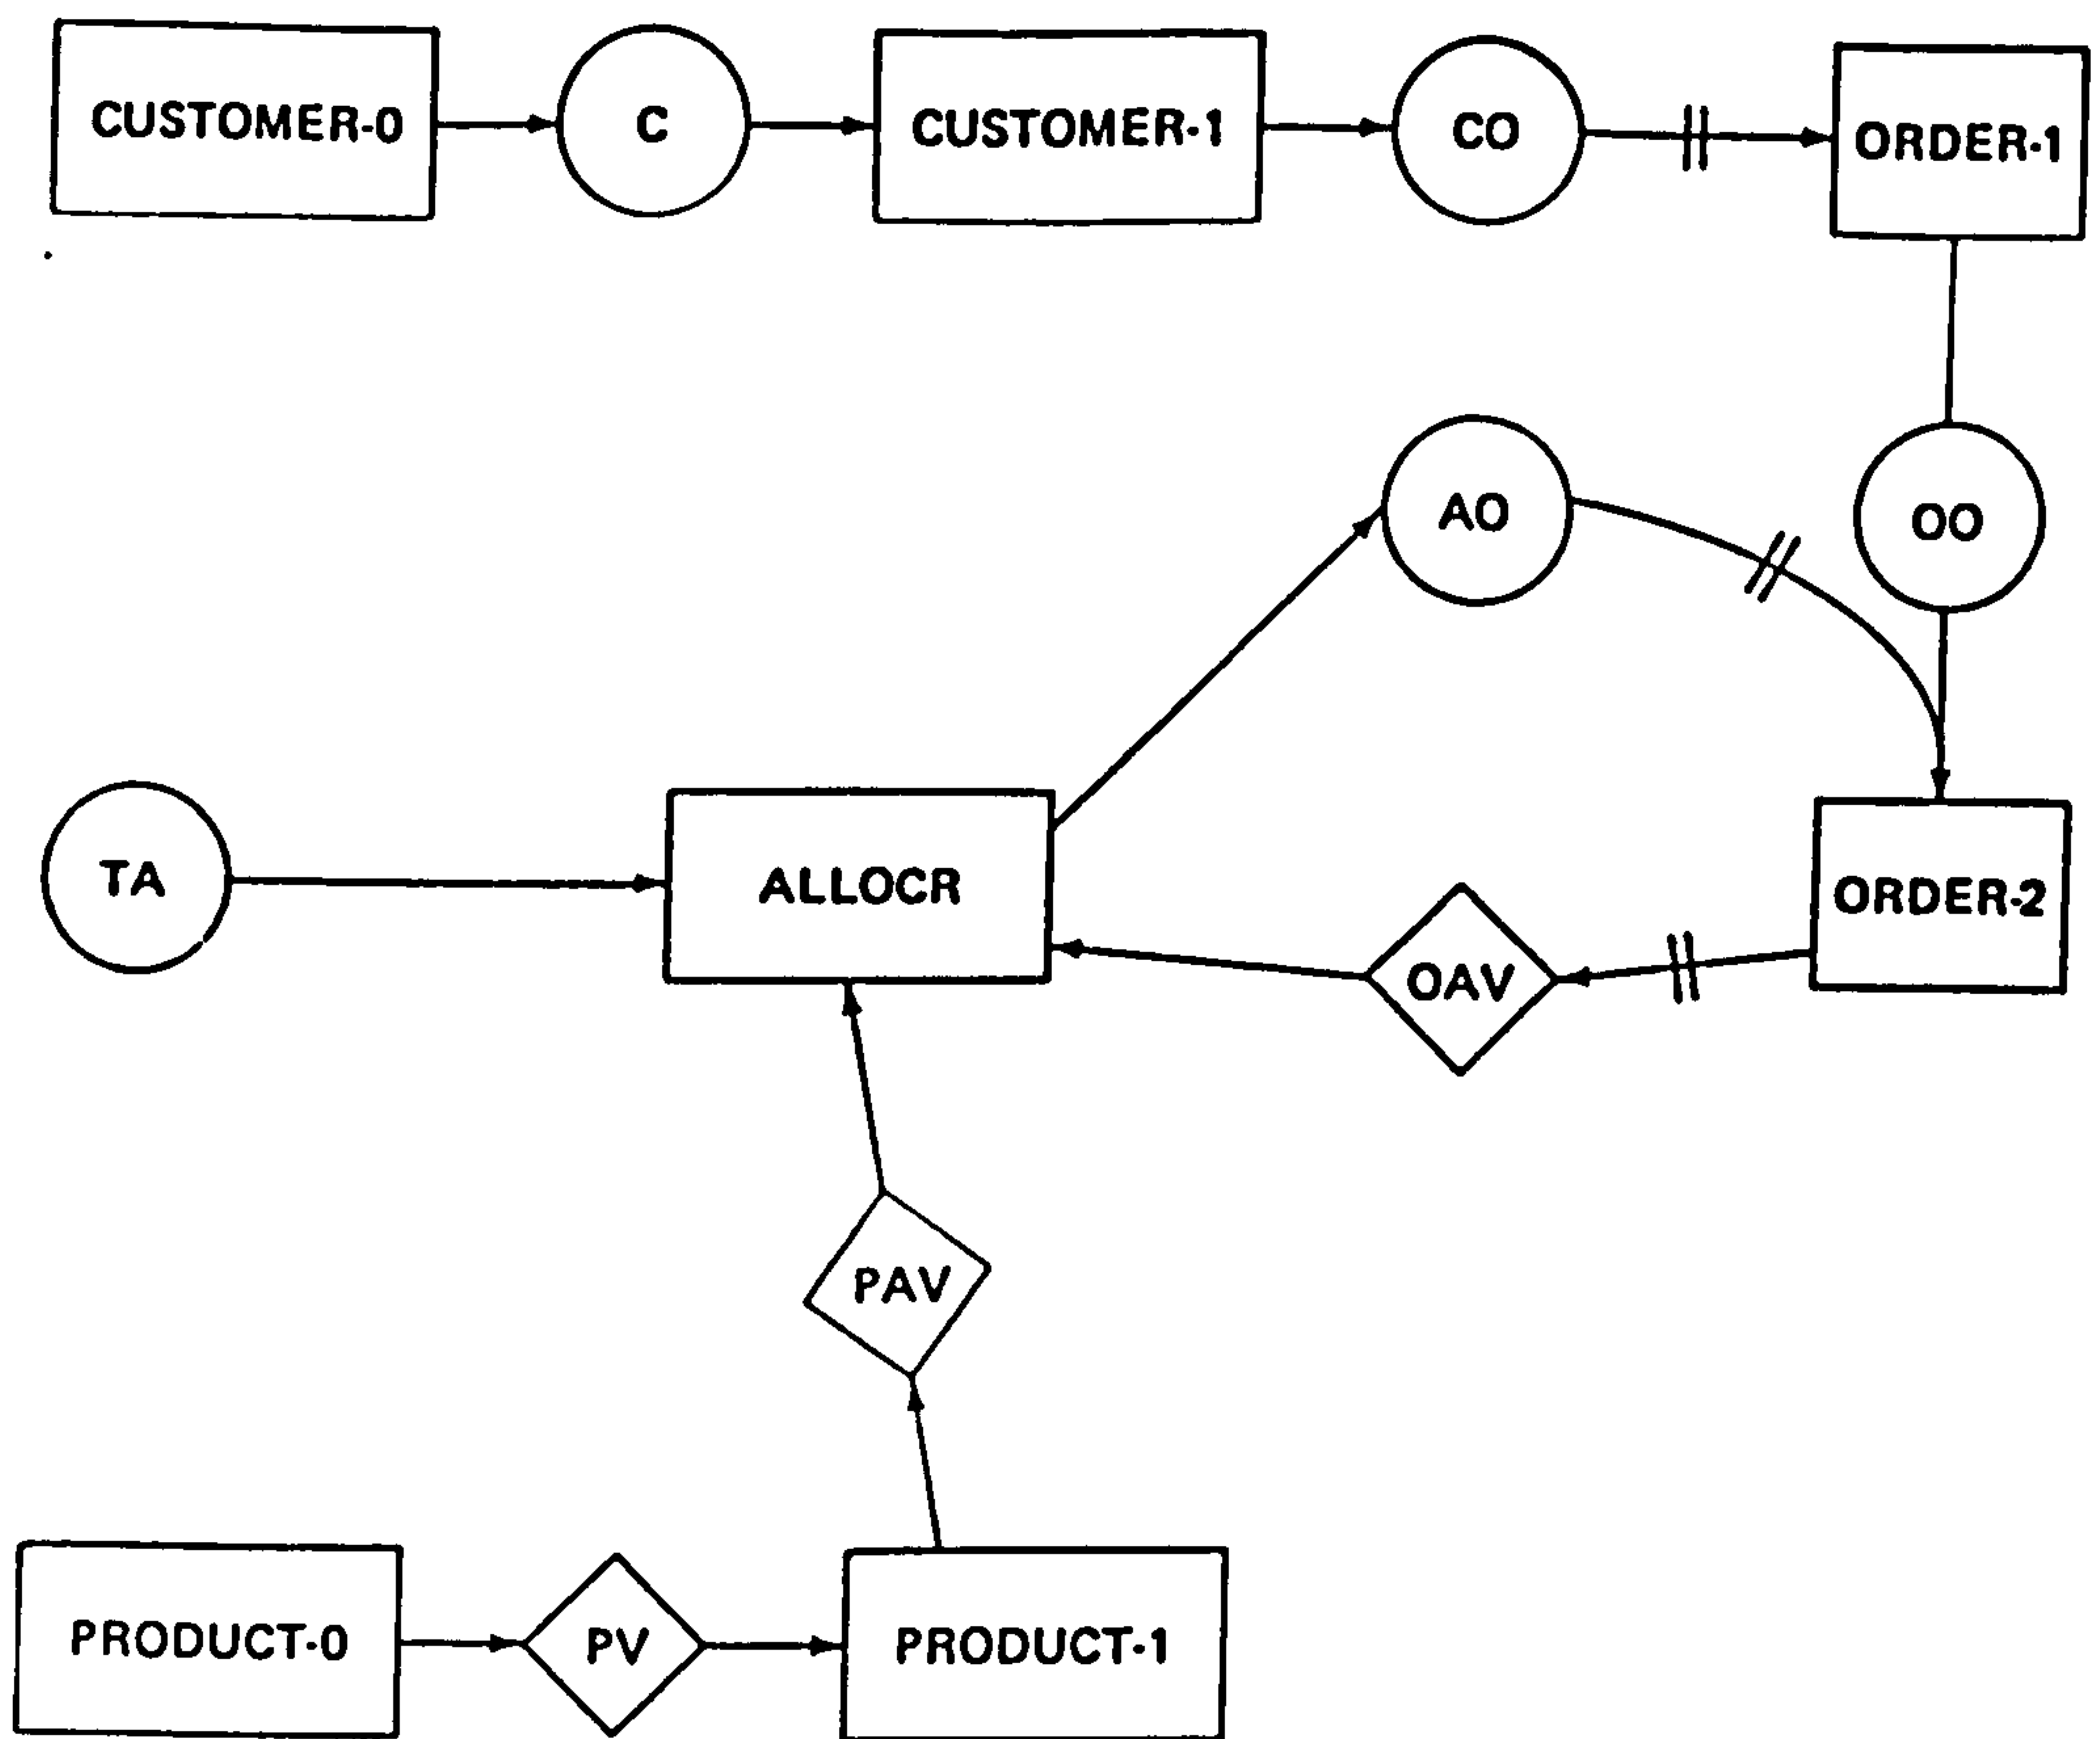 CUSTOMER-0
C
CUSTOMER-1
CO
ORDER-1
AO
OO
TA
ALLOCR
ORDER-2
OAV
PAV
PRODUCT-0
PV
PRODUCT-1